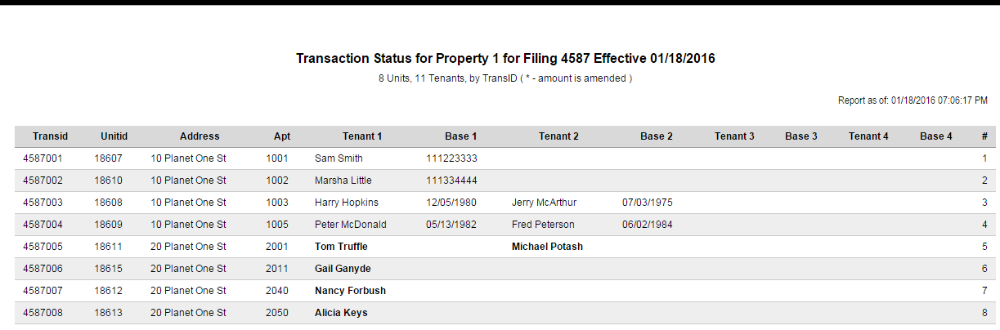 Transaction Status for Property 1 for Filing 4587 Effective 01/18/2016
8 Units, 11 Tenants, by TransID ( * - amount is amended )
Report as of: 01/18/2016 07:06:17 PM
Transid Unitid Address Apt Tenant 1 Base 1 Tenant 2 Base 2 Tenant 3 Base 3 Tenant 4 Base 4 #
4587001 18607 10 Planet One St 1001 Sam Smith 111223333 1
4587002 18610 10 Planet One St 1002 Marsha Little 111334444 2
4587003 18608 10 Planet One St 1003 Harry Hopkins 12/05/1980 Jerry McArthur 07/03/1975 3
4587004 18609 10 Planet One St 1005 Peter McDonald 05/13/1982 Fred Peterson 06/02/1984 4
4587005 18611 20 Planet One St 2001 Tom Truffle Michael Potash 5
4587006 18615 20 Planet One St 2011 Gail Ganyde 6
4587007 18612 20 Planet One St 2040 Nancy Forbush 7
4587008 18613 20 Planet One St 2050 Alicia Keys 8